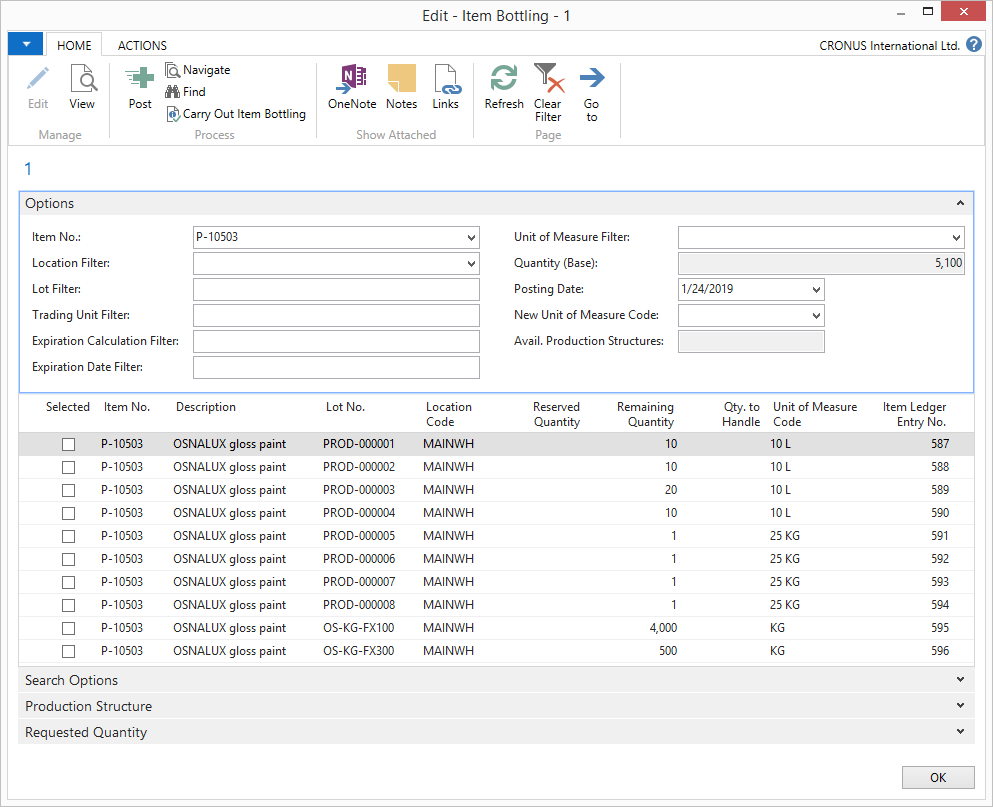 Edit - Item Bottling - 1
HOME ACTIONS CRONUS International Ltd. ?
Edit View Post Navigate Find Carry Out Item Bottling OneNote Notes Links Refresh Clear Filter Go to
Manage Process Show Attached Page
1
Options
Item No.: P-10503 Unit of Measure Filter:
Location Filter: Quantity (Base): 5,100
Lot Filter: Posting Date: 1/24/2019
Trading Unit Filter: New Unit of Measure Code:
Expiration Calculation Filter: Avail. Production Structures:
Expiration Date Filter:
Selected Item No. Description Lot No. Location Code Reserved Quantity Remaining Quantity Qty. to Handle Unit of Measure Code Item Ledger Entry No.
P-10503 OSNALUX gloss paint PROD-000001 MAINWH 10 10 L 587
P-10503 OSNALUX gloss paint PROD-000002 MAINWH 10 10 L 588
P-10503 OSNALUX gloss paint PROD-000003 MAINWH 20 10 L 589
P-10503 OSNALUX gloss paint PROD-000004 MAINWH 10 10 L 590
P-10503 OSNALUX gloss paint PROD-000005 MAINWH 1 25 KG 591
P-10503 OSNALUX gloss paint PROD-000006 MAINWH 1 25 KG 592
P-10503 OSNALUX gloss paint PROD-000007 MAINWH 1 25 KG 593
P-10503 OSNALUX gloss paint PROD-000008 MAINWH 1 25 KG 594
P-10503 OSNALUX gloss paint OS-KG-FX100 MAINWH 4,000 KG 595
P-10503 OSNALUX gloss paint OS-KG-FX300 MAINWH 500 KG 596
Search Options
Production Structure
Requested Quantity
OK